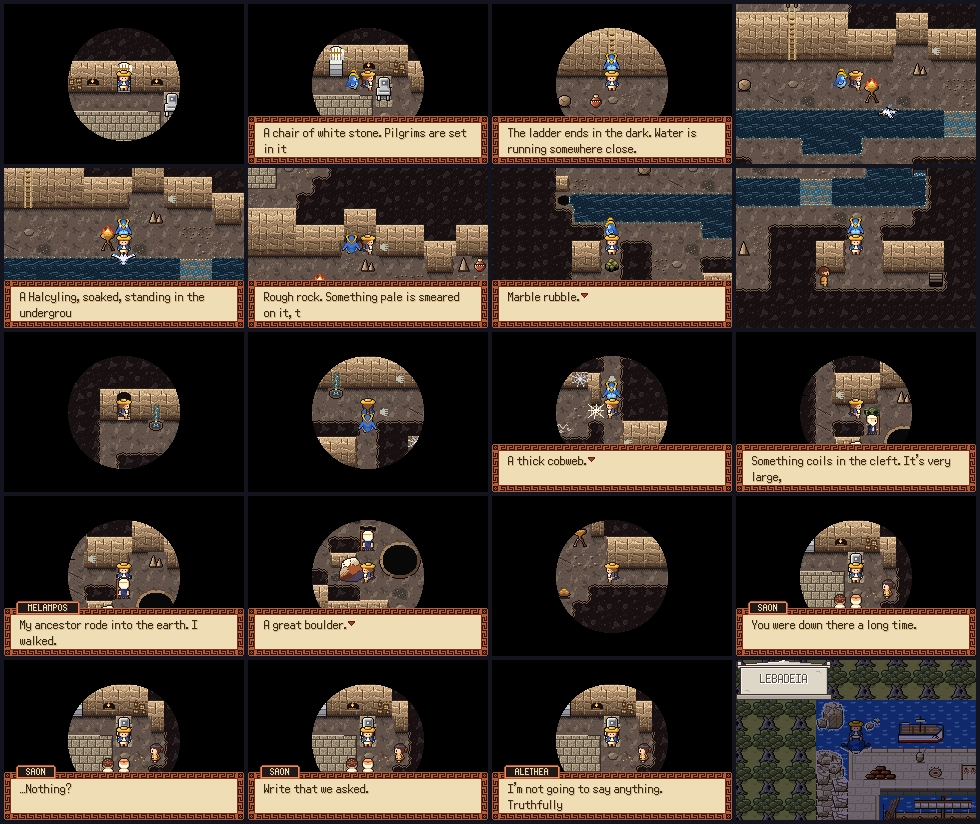 A chair of white stone. Pilgrims are set
in it
The ladder ends in the dark. Water is
running somewhere close.
A Halcyling, soaked, standing in the
undergrou
Rough rock. Something pale is smeared
on it, t
Marble rubble.
A thick cobweb.
Something coils in the cleft. It's very
large,
MELAMPOS
My ancestor rode into the earth. I
walked.
A great boulder.
SAON
You were down there a long time.
SAON
...Nothing?
SAON
Write that we asked.
ALETHEA
I'm not going to say anything.
Truthfully
LEBADEIA